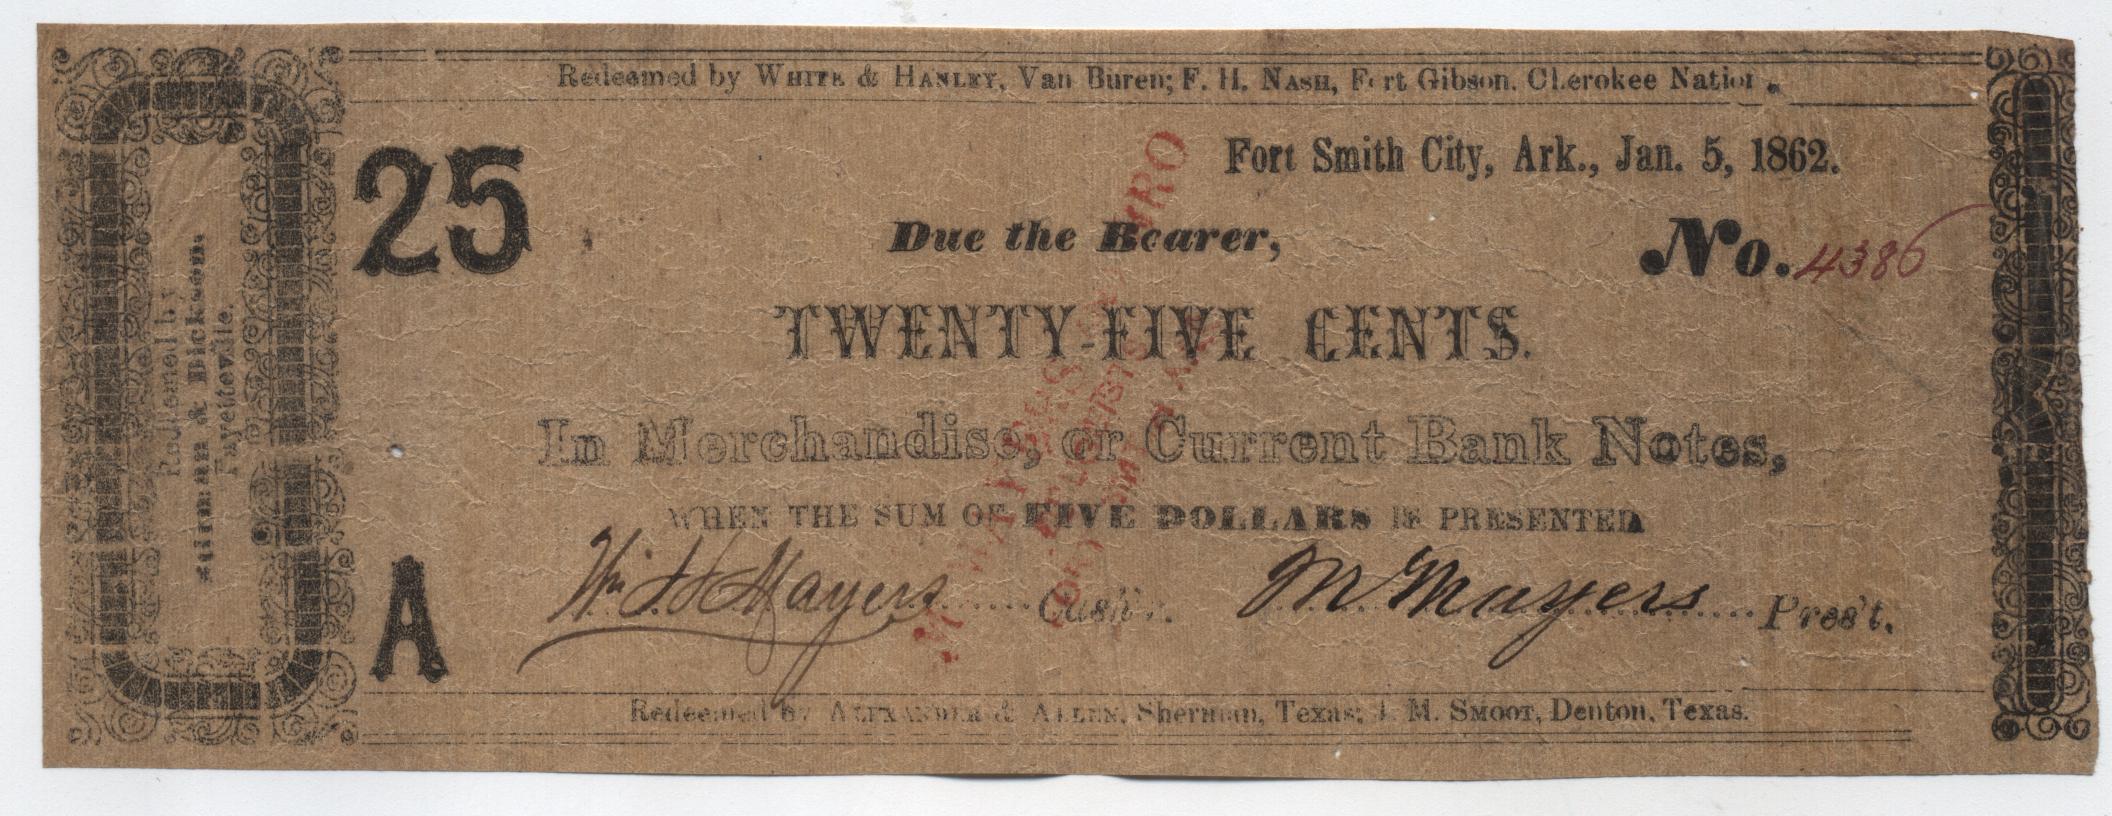 Redeemed by WHITE & HANLEY, Van Buren; F. H. NASH, Fort Gibson, Cherokee Nation.
Fort Smith City, Ark., Jan. 5, 1862.
25
Due the Bearer,
No. 4386
TWENTY-FIVE CENTS.
In Merchandise, or Current Bank Notes,
WHEN THE SUM OF FIVE DOLLARS IS PRESENTED
A
Wm. H. Mayers Cash'r.
M Mayers Pres't.
Redeemed by ALEXANDER & ALLEN, Sherman, Texas; M. SMOOT, Denton, Texas.
Redeemed by
Stirman & Dickson.
Fayetteville.